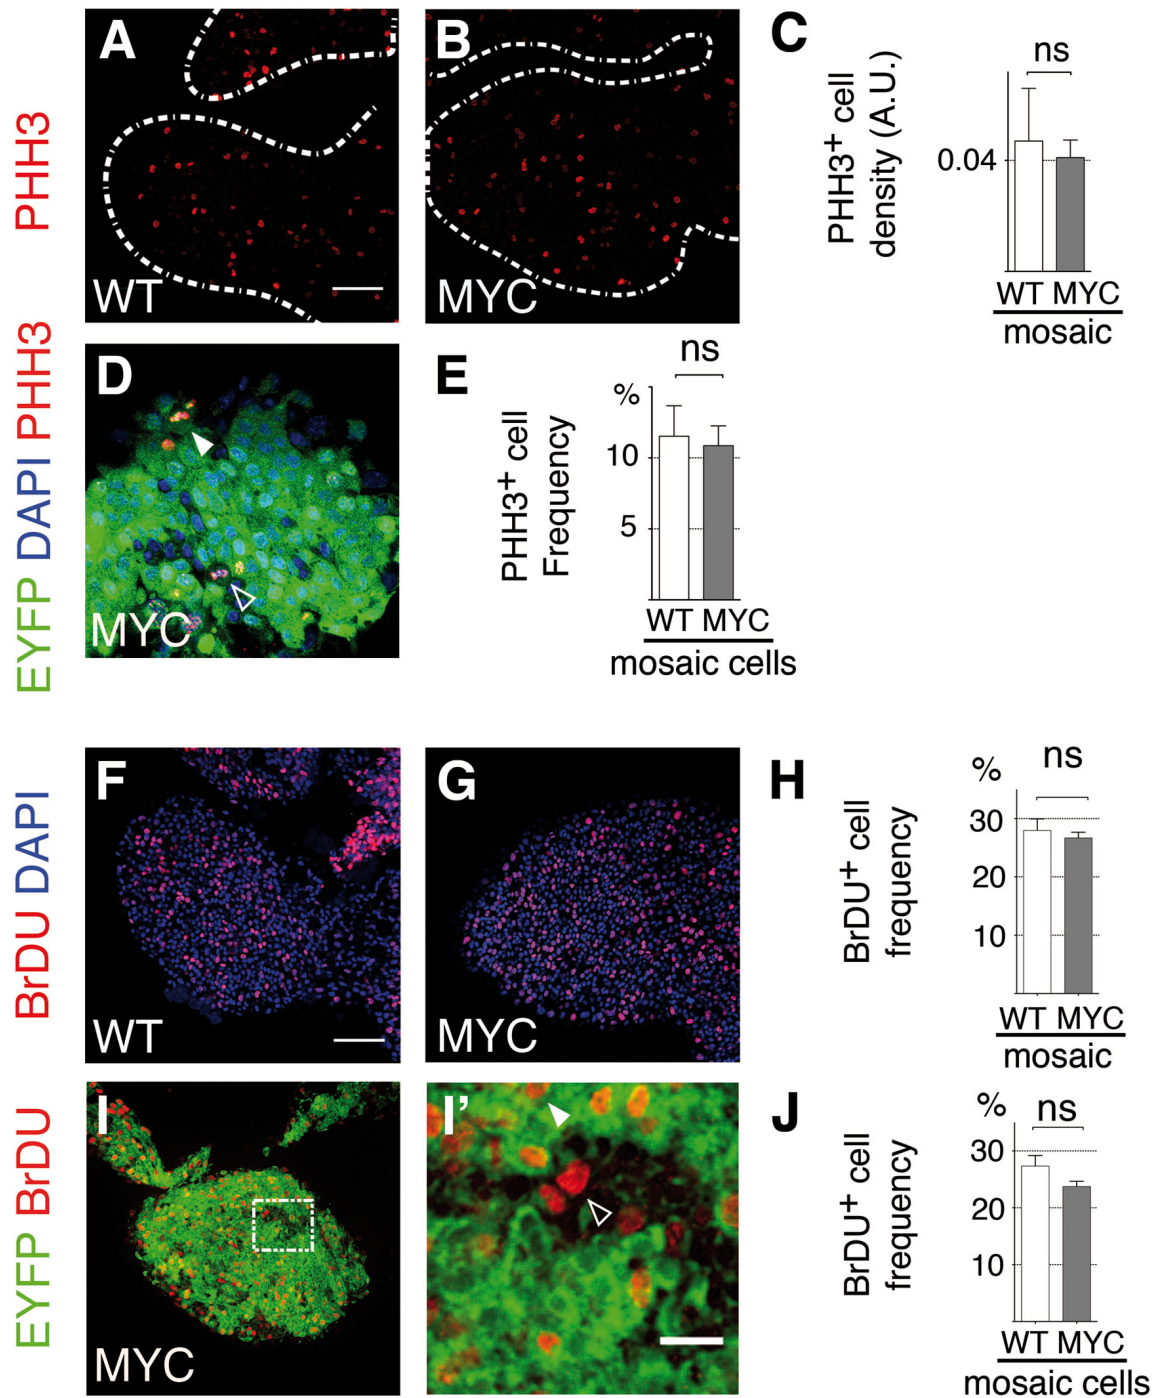 A
B
C
PHH3
WT
MYC
PHH3+ cell
density (A.U.)
ns
0.04
WT MYC
mosaic
D
E
EYFP DAPI PHH3
MYC
PHH3+ cell
Frequency
ns
%
10
5
WT MYC
mosaic cells
F
G
H
BrDU DAPI
WT
MYC
BrDU+ cell
frequency
ns
%
30
20
10
WT MYC
mosaic
I
I’
J
EYFP BrDU
MYC
BrDU+ cell
frequency
ns
%
30
20
10
WT MYC
mosaic cells